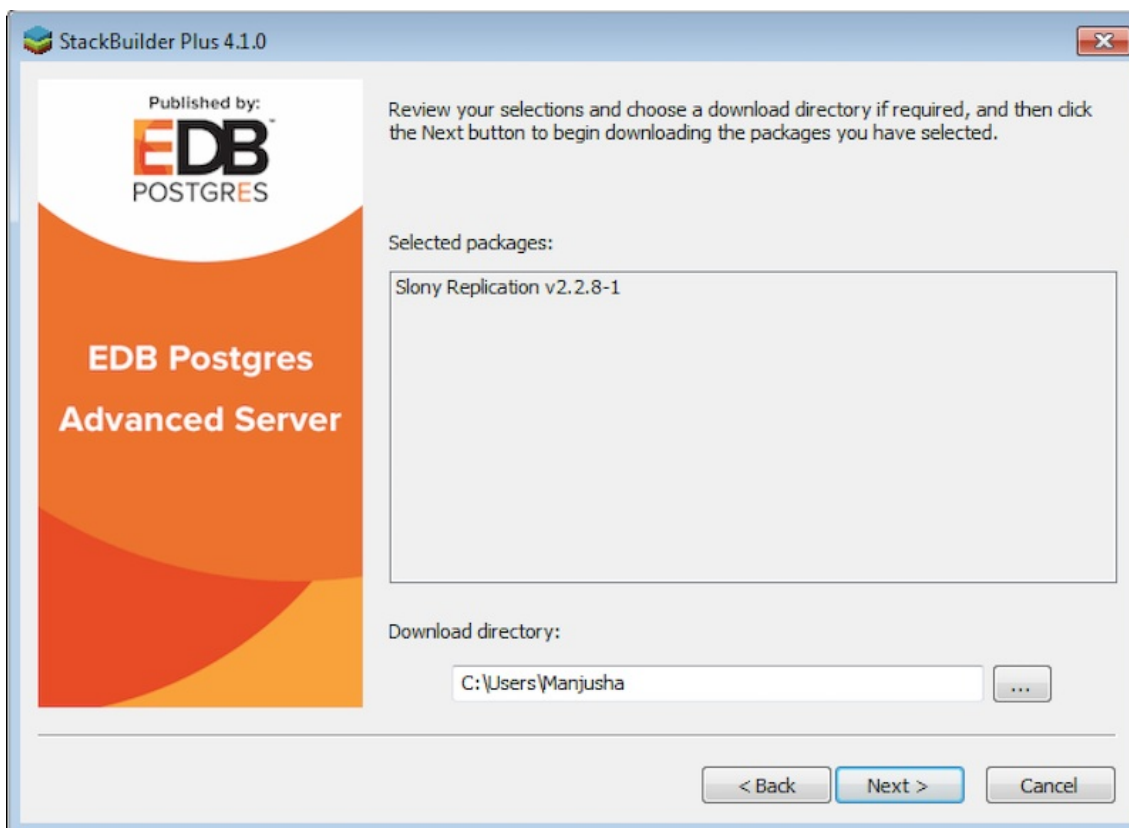 StackBuilder Plus 4.1.0
Published by:
EDB™
POSTGRES
EDB Postgres
Advanced Server
Review your selections and choose a download directory if required, and then click
the Next button to begin downloading the packages you have selected.
Selected packages:
Slony Replication v2.2.8-1
Download directory:
C:\Users\Manjusha
...
< Back
Next >
Cancel